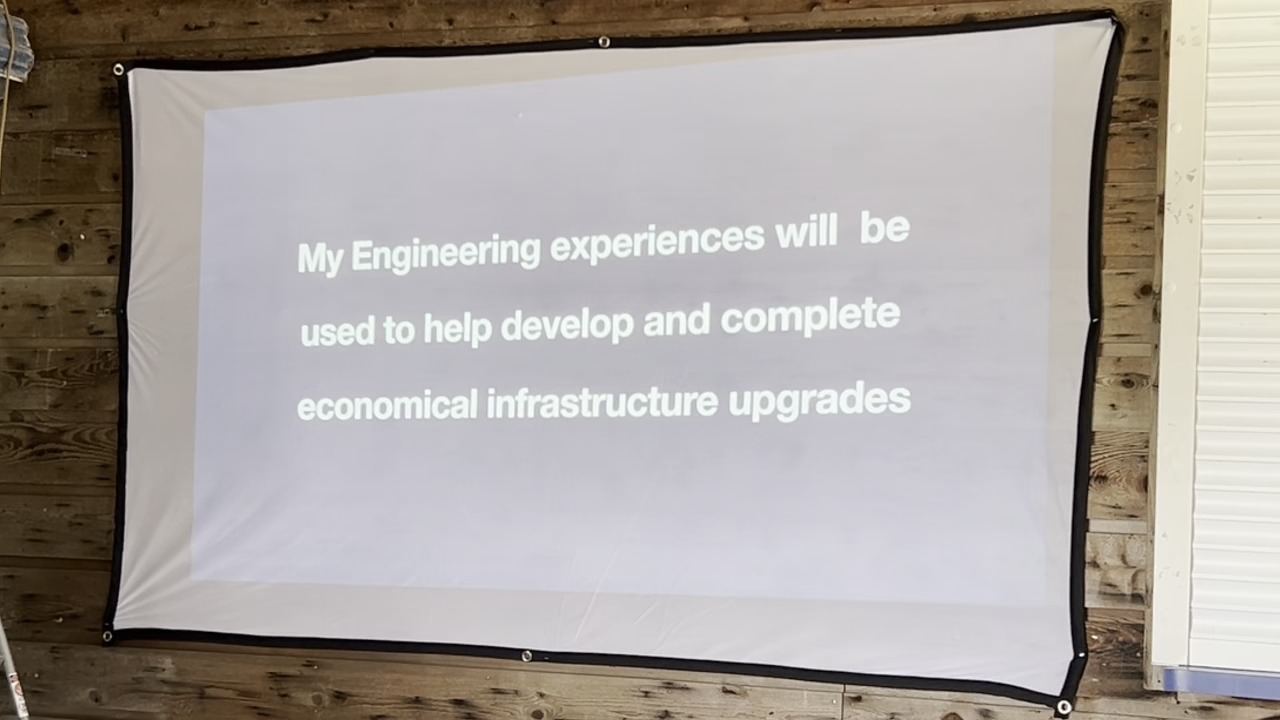 My Engineering experiences will be
used to help develop and complete
economical infrastructure upgrades